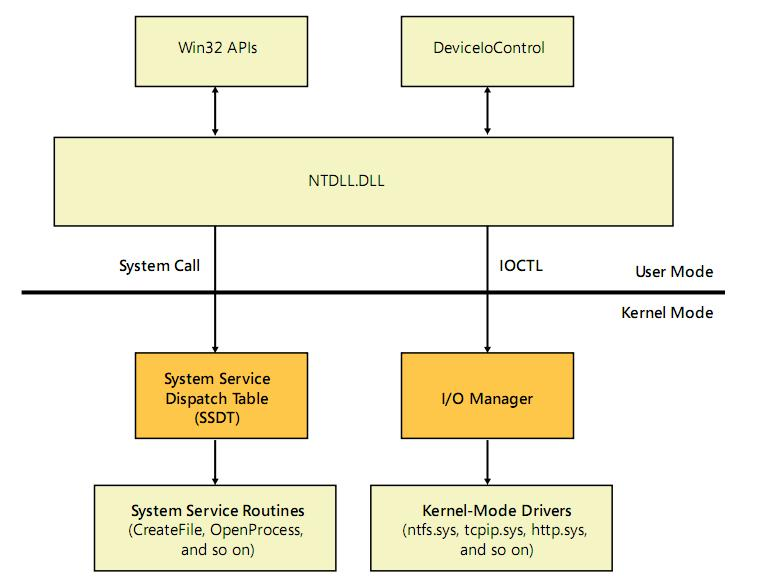 Win32 APIs
DeviceIoControl
NTDLL.DLL
System Call
IOCTL
User Mode
Kernel Mode
System Service
Dispatch Table
(SSDT)
I/O Manager
System Service Routines
(CreateFile, OpenProcess,
and so on)
Kernel-Mode Drivers
(ntfs.sys, tcpip.sys, http.sys,
and so on)